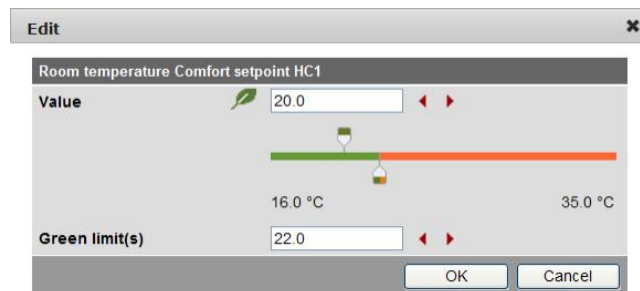 Edit
Room temperature Comfort setpoint HC1
Value 20.0
16.0 °C 35.0 °C
Green limit(s) 22.0
OK Cancel